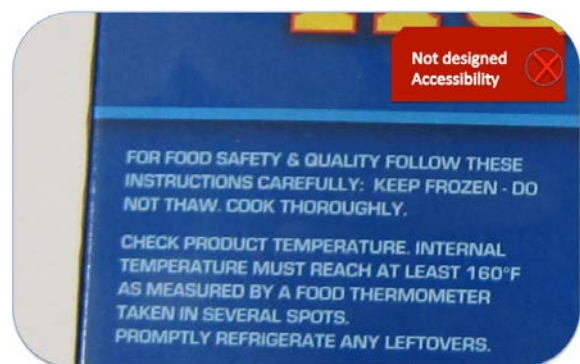 Not designed
Accessibility
FOR FOOD SAFETY & QUALITY FOLLOW THESE
INSTRUCTIONS CAREFULLY: KEEP FROZEN - DO
NOT THAW. COOK THOROUGHLY.
CHECK PRODUCT TEMPERATURE. INTERNAL
TEMPERATURE MUST REACH AT LEAST 160°F
AS MEASURED BY A FOOD THERMOMETER
TAKEN IN SEVERAL SPOTS.
PROMPTLY REFRIGERATE ANY LEFTOVERS.